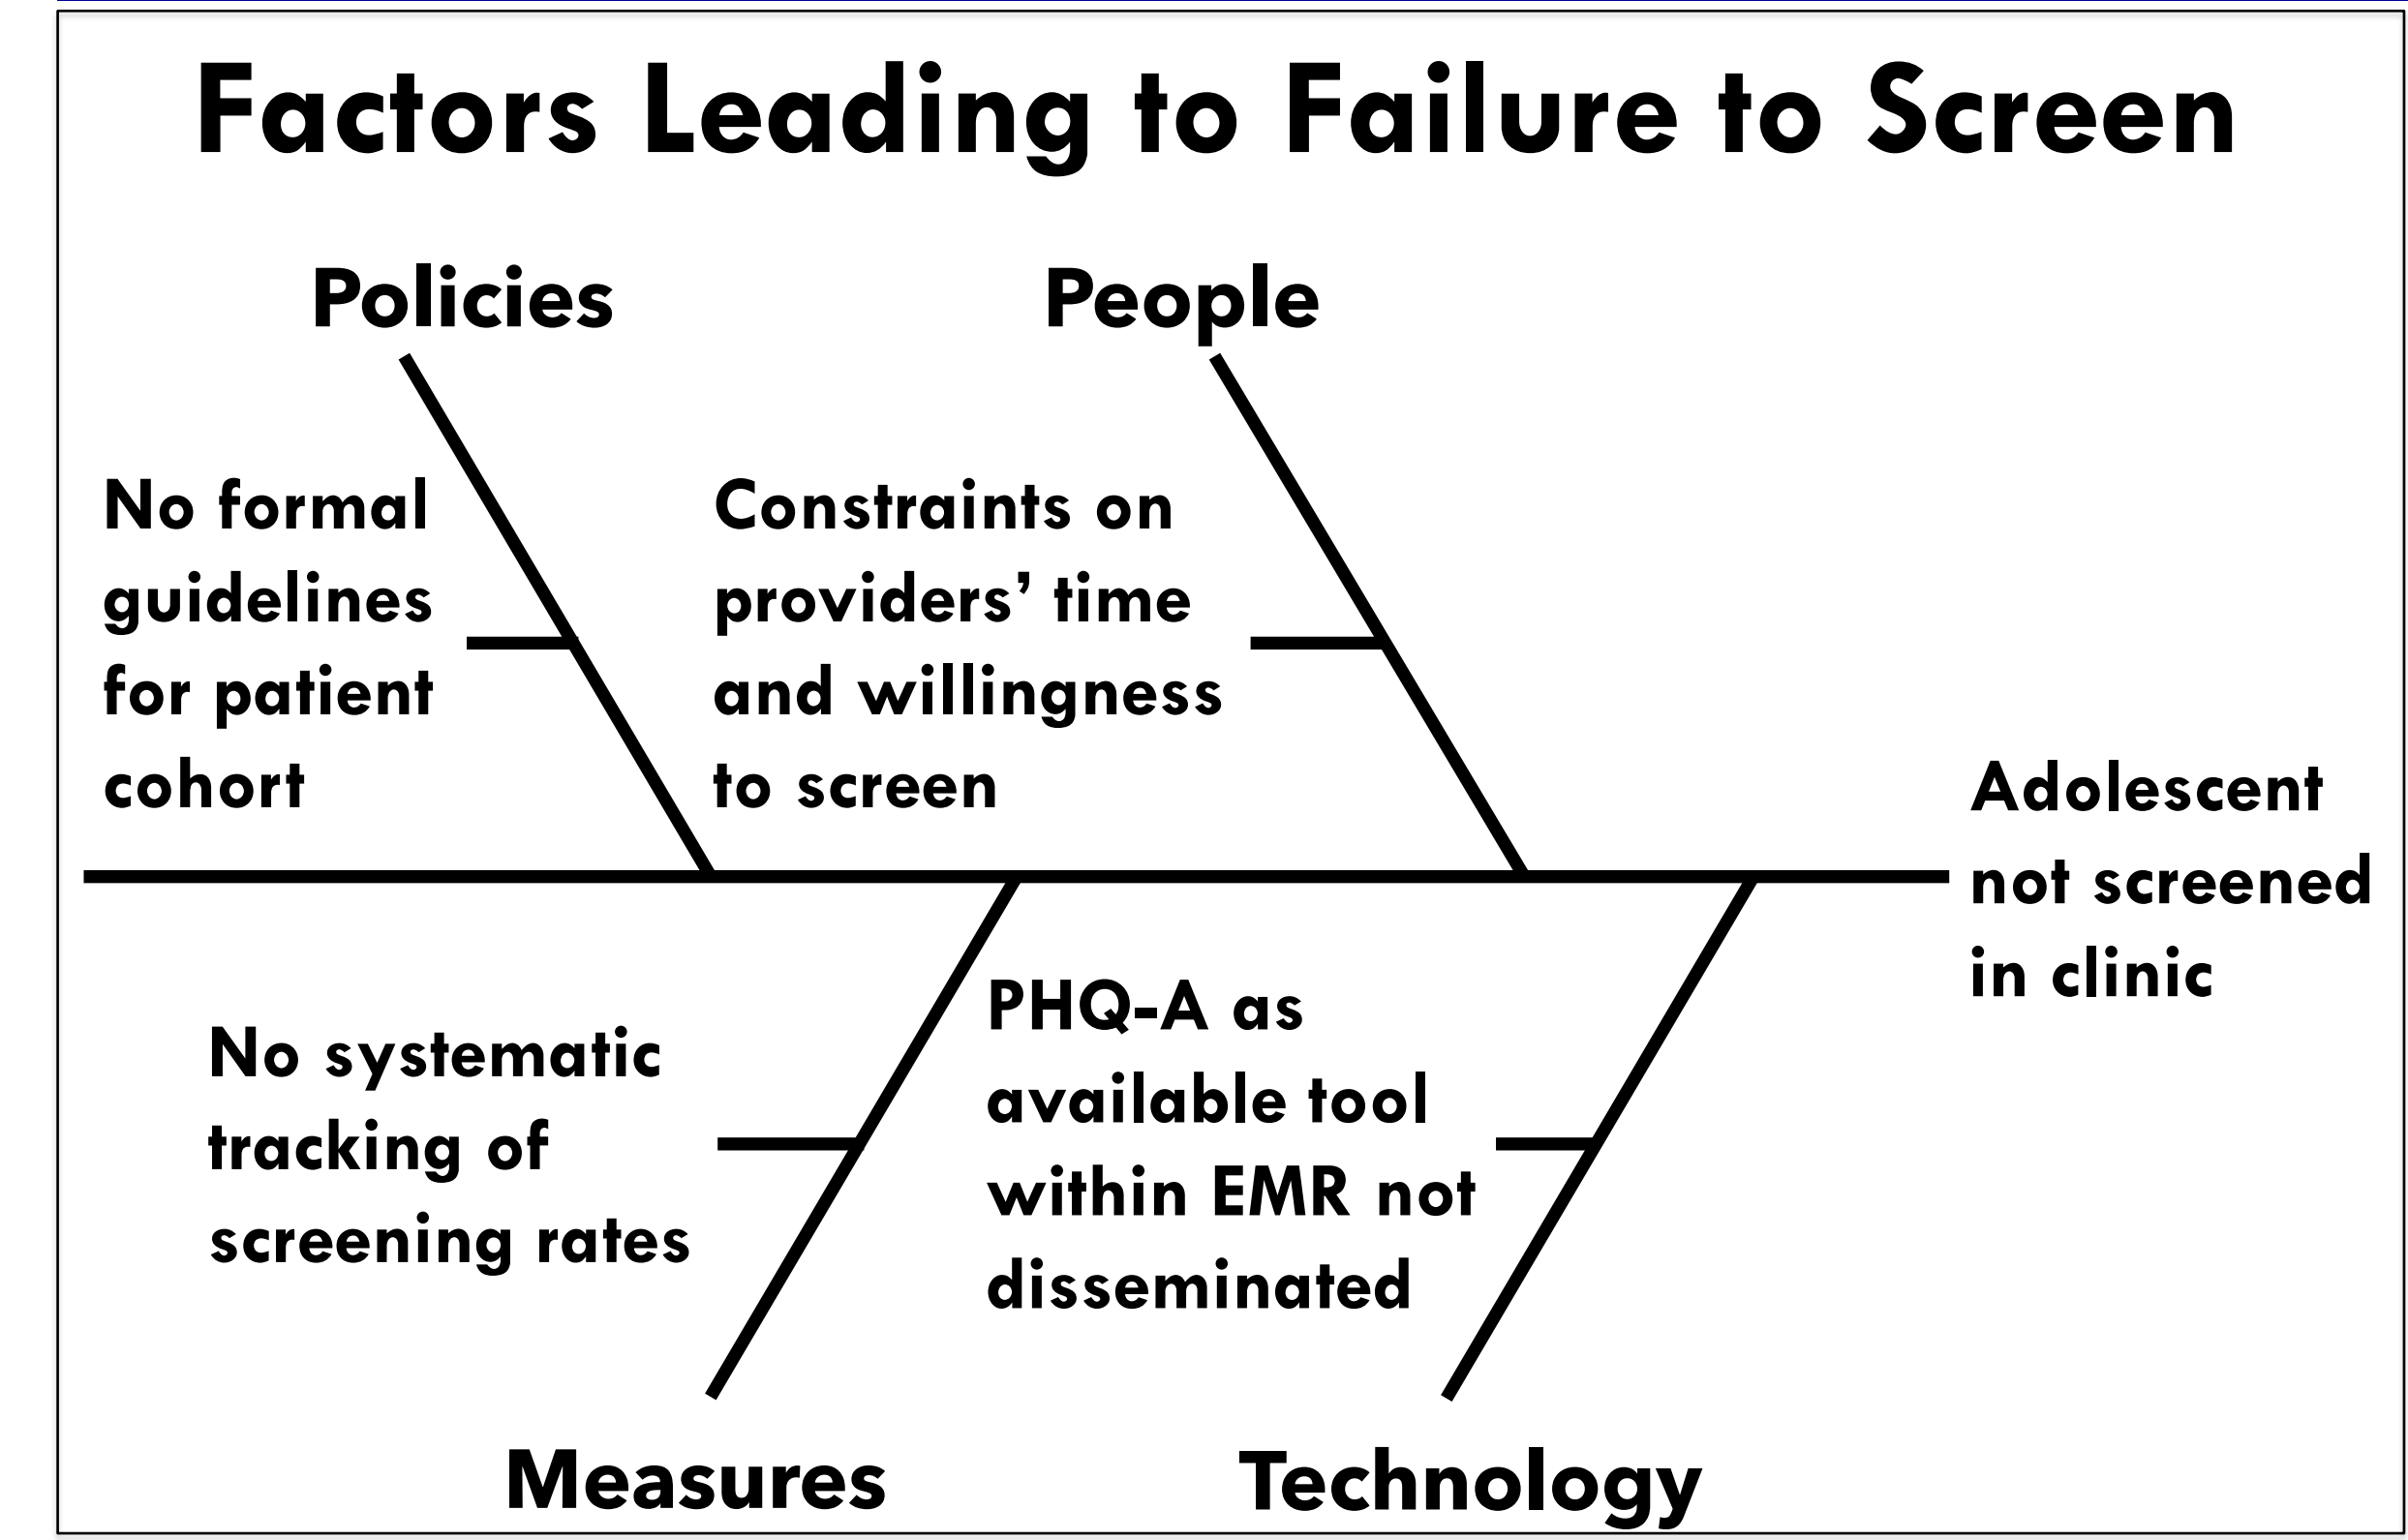 Factors Leading to Failure to Screen
Policies
People
No formal
guidelines
for patient
cohort
Constraints on
providers’ time
and willingness
to screen
Adolescent
not screened
in clinic
No systematic
tracking of
screening rates
PHQ-A as
available tool
within EMR not
disseminated
Measures
Technology